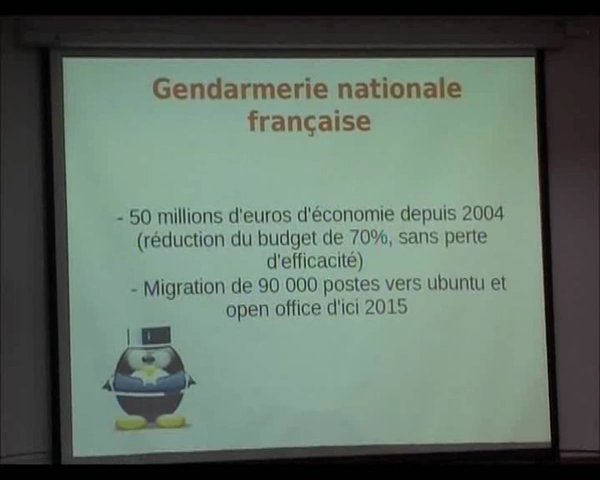 Gendarmerie nationale
française
- 50 millions d'euros d'économie depuis 2004
(réduction du budget de 70%, sans perte
d'efficacité)
- Migration de 90 000 postes vers ubuntu et
open office d'ici 2015